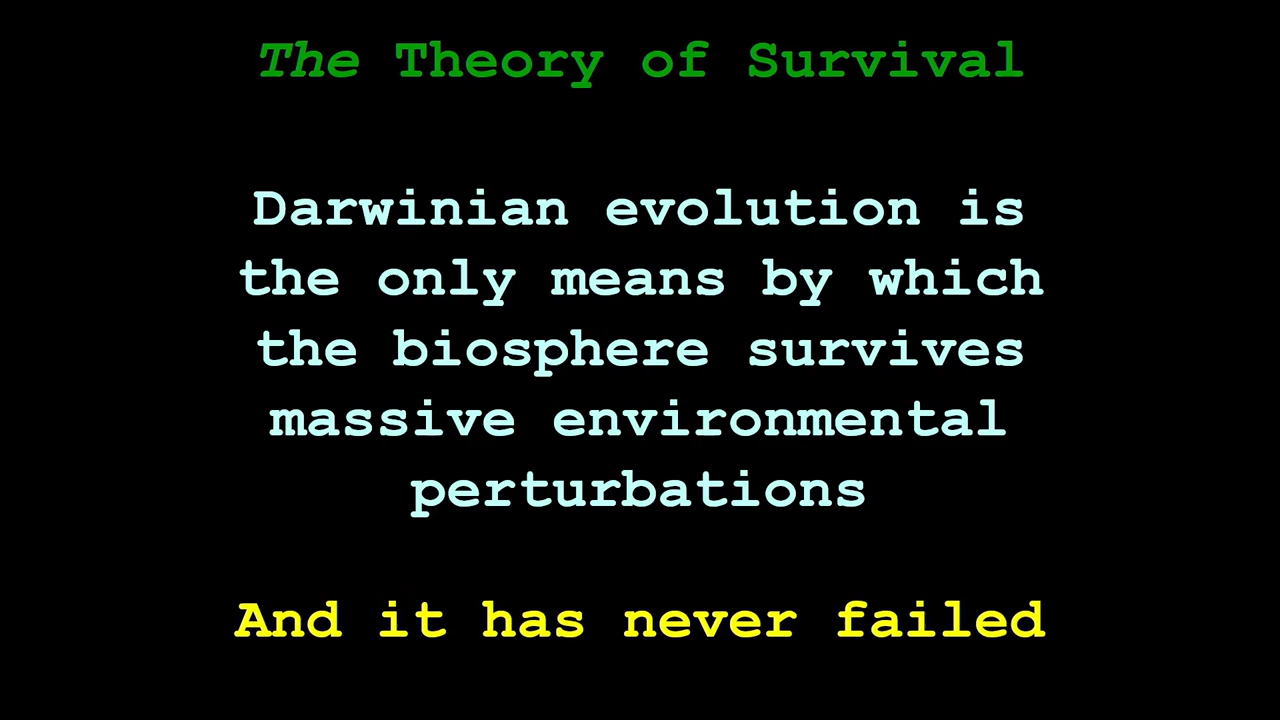 The Theory of Survival
Darwinian evolution is
the only means by which
the biosphere survives
massive environmental
perturbations
And it has never failed